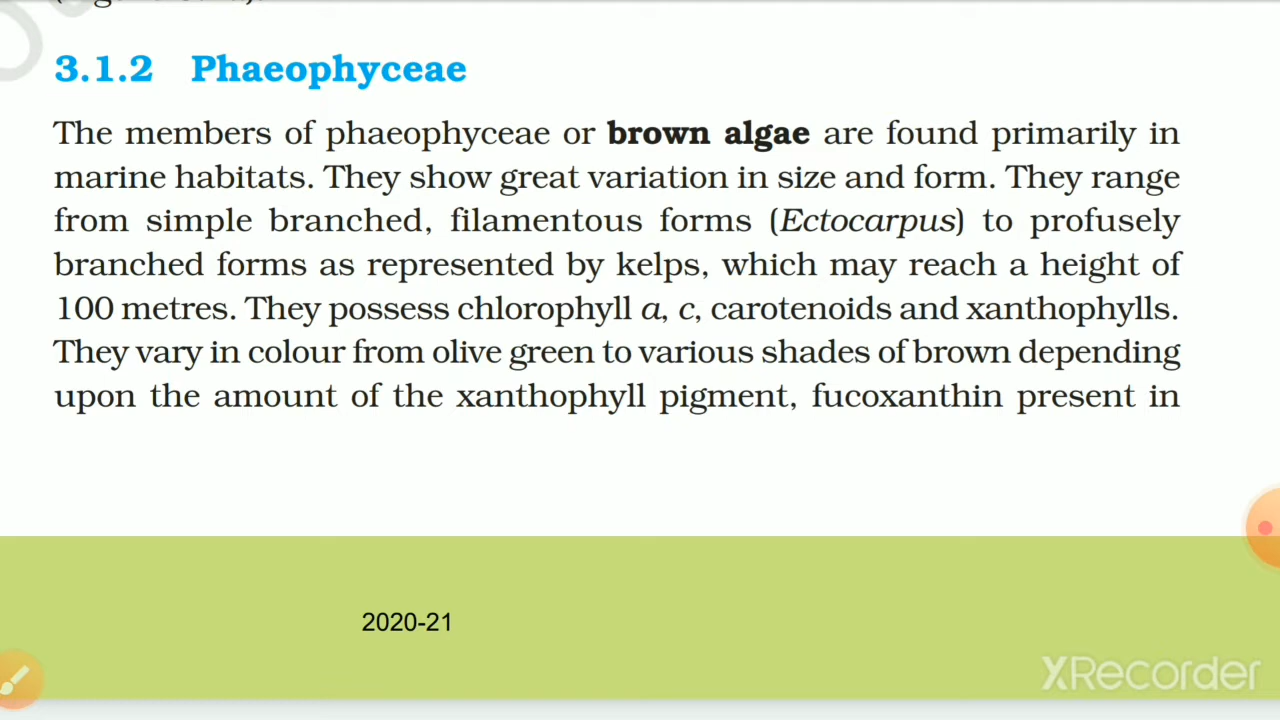 3.1.2 Phaeophyceae
The members of phaeophyceae or brown algae are found primarily in
marine habitats. They show great variation in size and form. They range
from simple branched, filamentous forms (Ectocarpus) to profusely
branched forms as represented by kelps, which may reach a height of
100 metres. They possess chlorophyll a, c, carotenoids and xanthophylls.
They vary in colour from olive green to various shades of brown depending
upon the amount of the xanthophyll pigment, fucoxanthin present in
2020-21
XRecorder